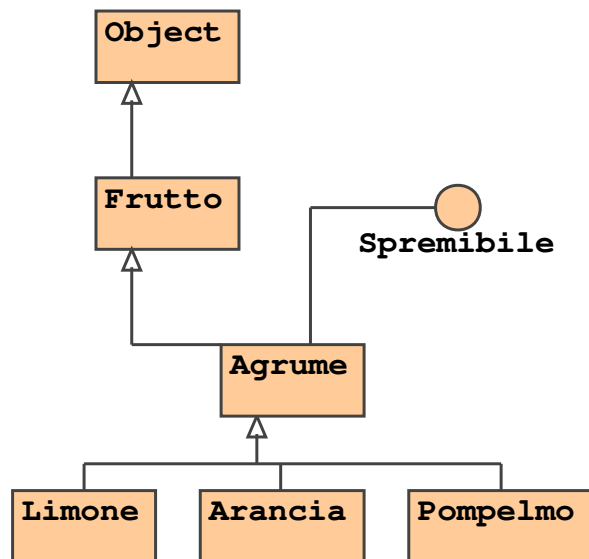 Object
Frutto
Spremibile
Agrume
Limone
Arancia
Pompelmo